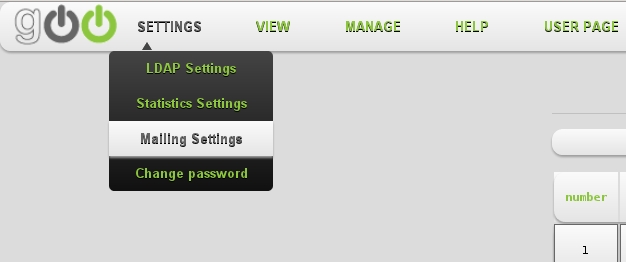 goo
SETTINGS VIEW MANAGE HELP USER PAGE
LDAP Settings
Statistics Settings
Mailing Settings
Change password
number
1